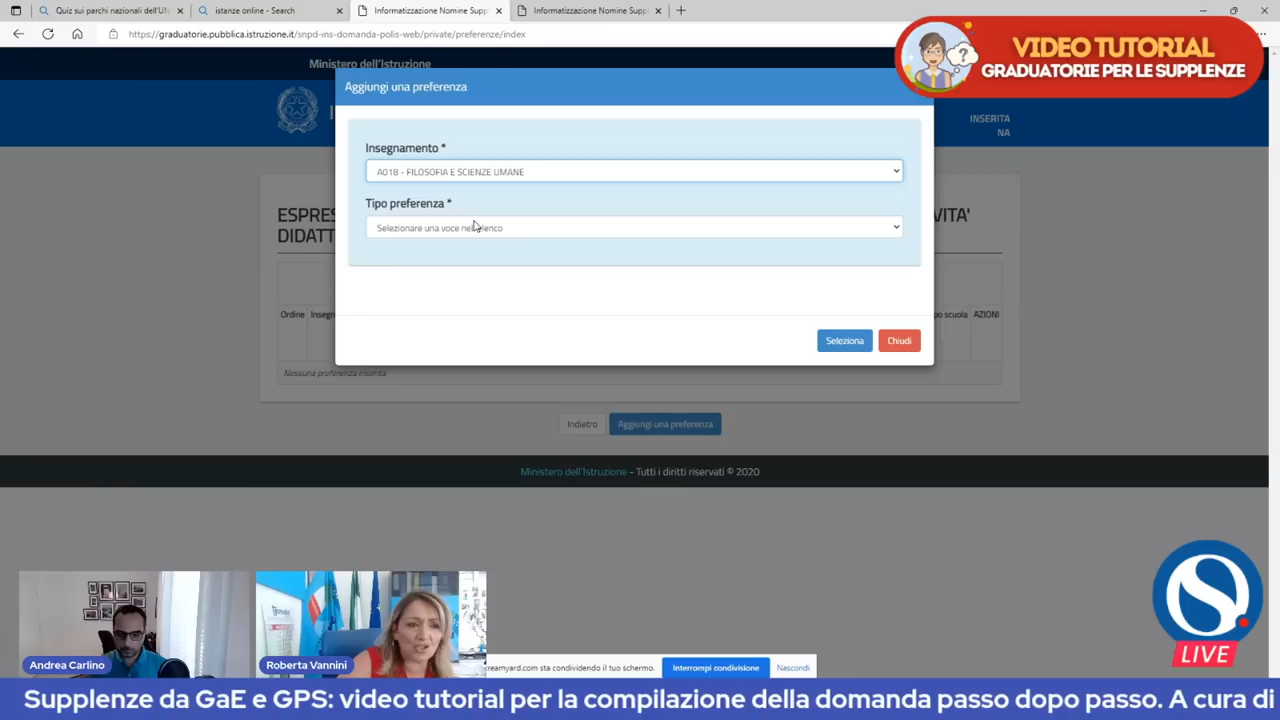 Quiz sui parchi nazionali dell'UN
istanze online - Search
Informatizzazione Nomine Suppl
Informatizzazione Nomine Suppl
https://graduatorie.pubblica.istruzione.it/snpd-ins-domanda-polis-web/private/preferenze/index
VIDEO TUTORIAL
GRADUATORIE PER LE SUPPLENZE
Ministero dell'Istruzione
Aggiungi una preferenza
INSERITA
NA
Insegnamento *
A018 - FILOSOFIA E SCIENZE UMANE
Tipo preferenza *
Selezionare una voce nell'elenco
ESPRES
VITA'
DIDATT
Ordine
Insegn
po scuola
AZIONI
Seleziona
Chiudi
Nessuna preferenza inserita
Indietro
Aggiungi una preferenza
Ministero dell'Istruzione - Tutti i diritti riservati © 2020
Andrea Carlino
Roberta Vannini
reamyard.com sta condividendo il tuo schermo.
Interrompi condivisione
Nascondi
S
LIVE
Supplenze da GaE e GPS: video tutorial per la compilazione della domanda passo dopo passo. A cura di